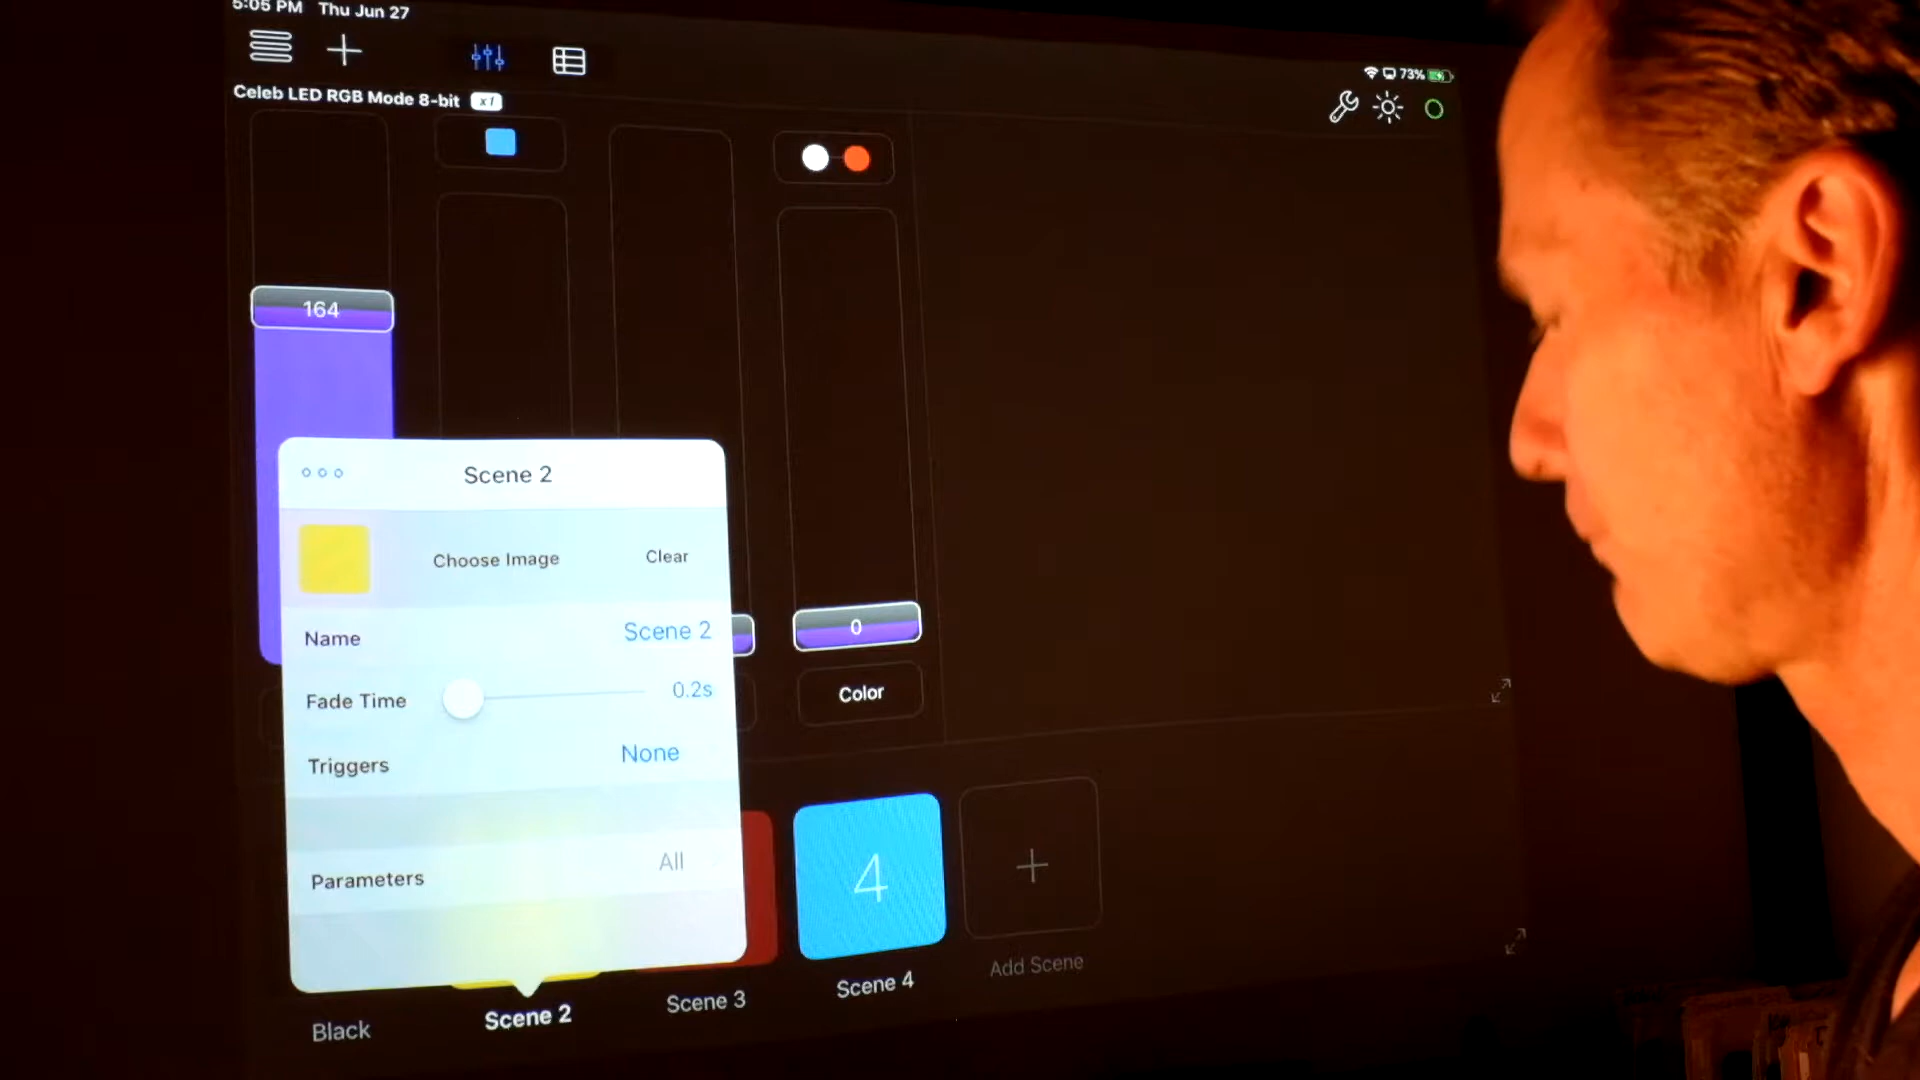 5:05 PM Thu Jun 27
73%
Celeb LED RGB Mode 8-bit x1
164
Scene 2
Choose Image Clear
Name Scene 2
0
Fade Time 0.2s
Color
Triggers None
Parameters All
4
Black Scene 2 Scene 3 Scene 4 Add Scene